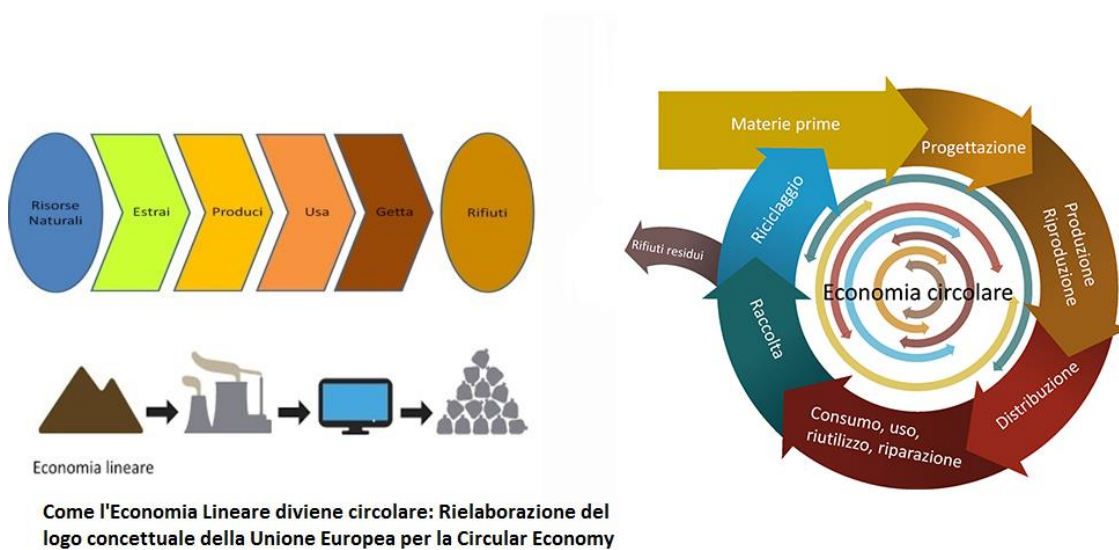 Risorse
Naturali
Estrai
Produci
Usa
Getta
Rifiuti
Economia lineare
Come l'Economia Lineare diviene circolare: Rielaborazione del
logo concettuale della Unione Europea per la Circular Economy
Materie prime
Progettazione
Produzione
Riproduzione
Distribuzione
Consumo, uso,
riutilizzo, riparazione
Raccolta
Riciclaggio
Rifiuti residui
Economia circolare